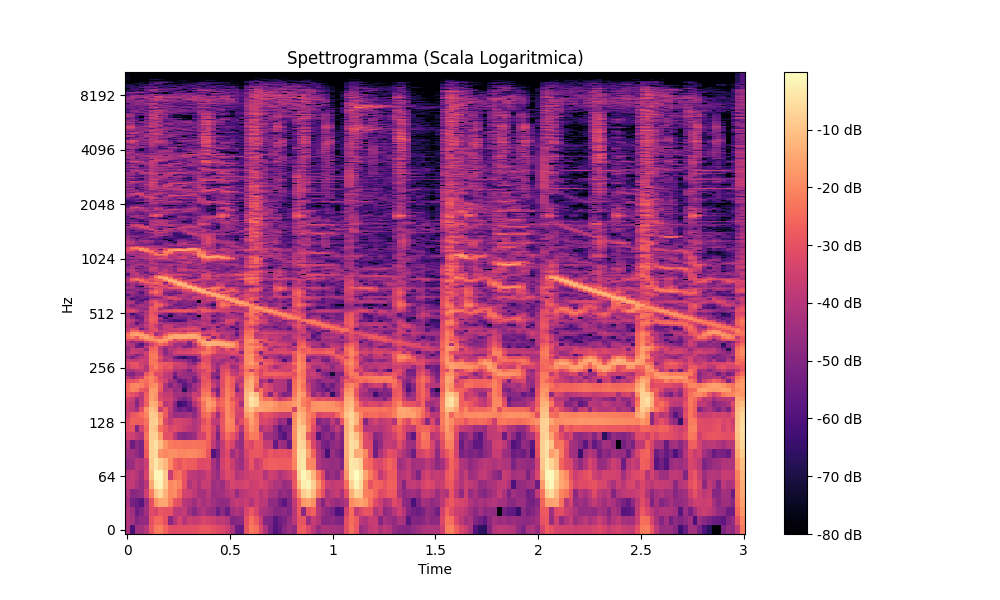 Spettrogramma (Scala Logaritmica)
Hz
8192
4096
2048
1024
512
256
128
64
0
0 0.5 1 1.5 2 2.5 3
Time
-10 dB
-20 dB
-30 dB
-40 dB
-50 dB
-60 dB
-70 dB
-80 dB